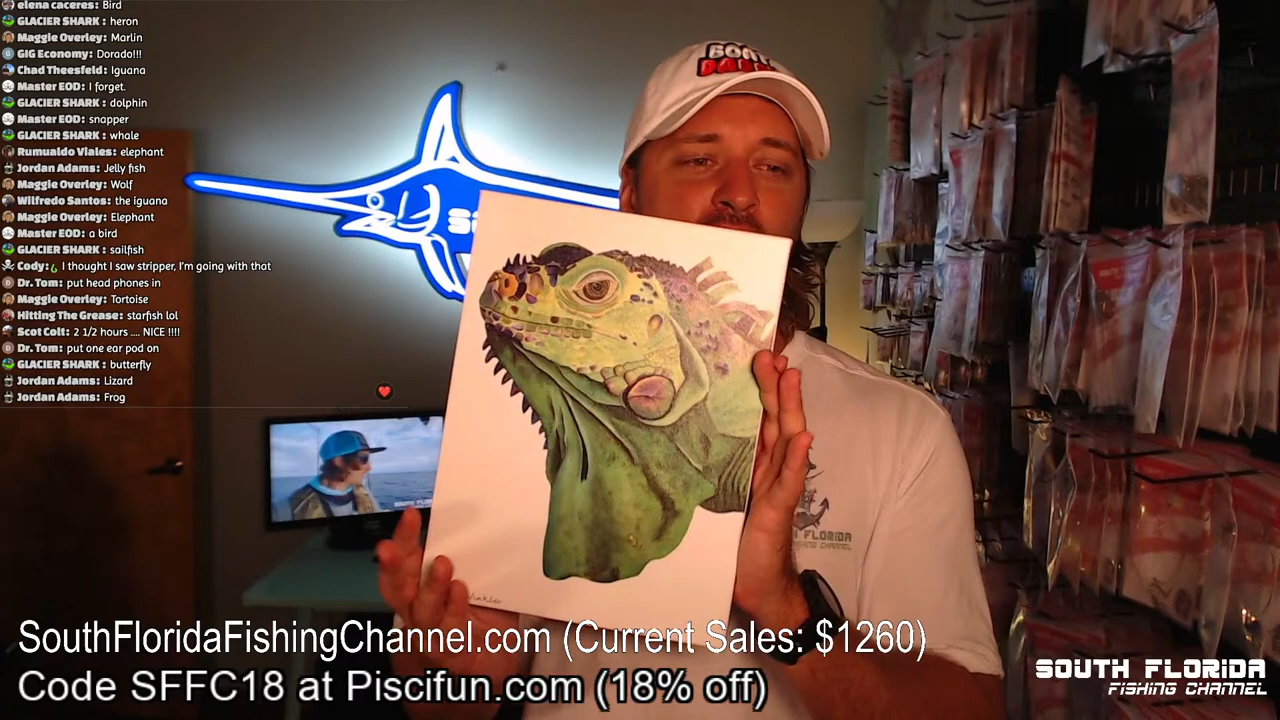 elena caceres: Bird
GLACIER SHARK : heron
Maggie Overley: Marlin
GIG Economy: Dorado!!!
Chad Theesfeld: Iguana
Master EOD: I forget.
GLACIER SHARK : dolphin
Master EOD: snapper
GLACIER SHARK : whale
Rumualdo Viales: elephant
Jordan Adams: Jelly fish
Maggie Overley: Wolf
Wilfredo Santos: the iguana
Maggie Overley: Elephant
Master EOD: a bird
GLACIER SHARK : sailfish
Cody: I thought I saw stripper, I'm going with that
Dr. Tom: put head phones in
Maggie Overley: Tortoise
Hitting The Grease: starfish lol
Scot Colt: 2 1/2 hours .... NICE !!!!
Dr. Tom: put one ear pod on
GLACIER SHARK : butterfly
Jordan Adams: Lizard
Jordan Adams: Frog
FLORIDA
FISHING CHANNEL
SouthFloridaFishingChannel.com (Current Sales: $1260)
Code SFFC18 at Piscifun.com (18% off)
SOUTH FLORIDA
FISHING CHANNEL